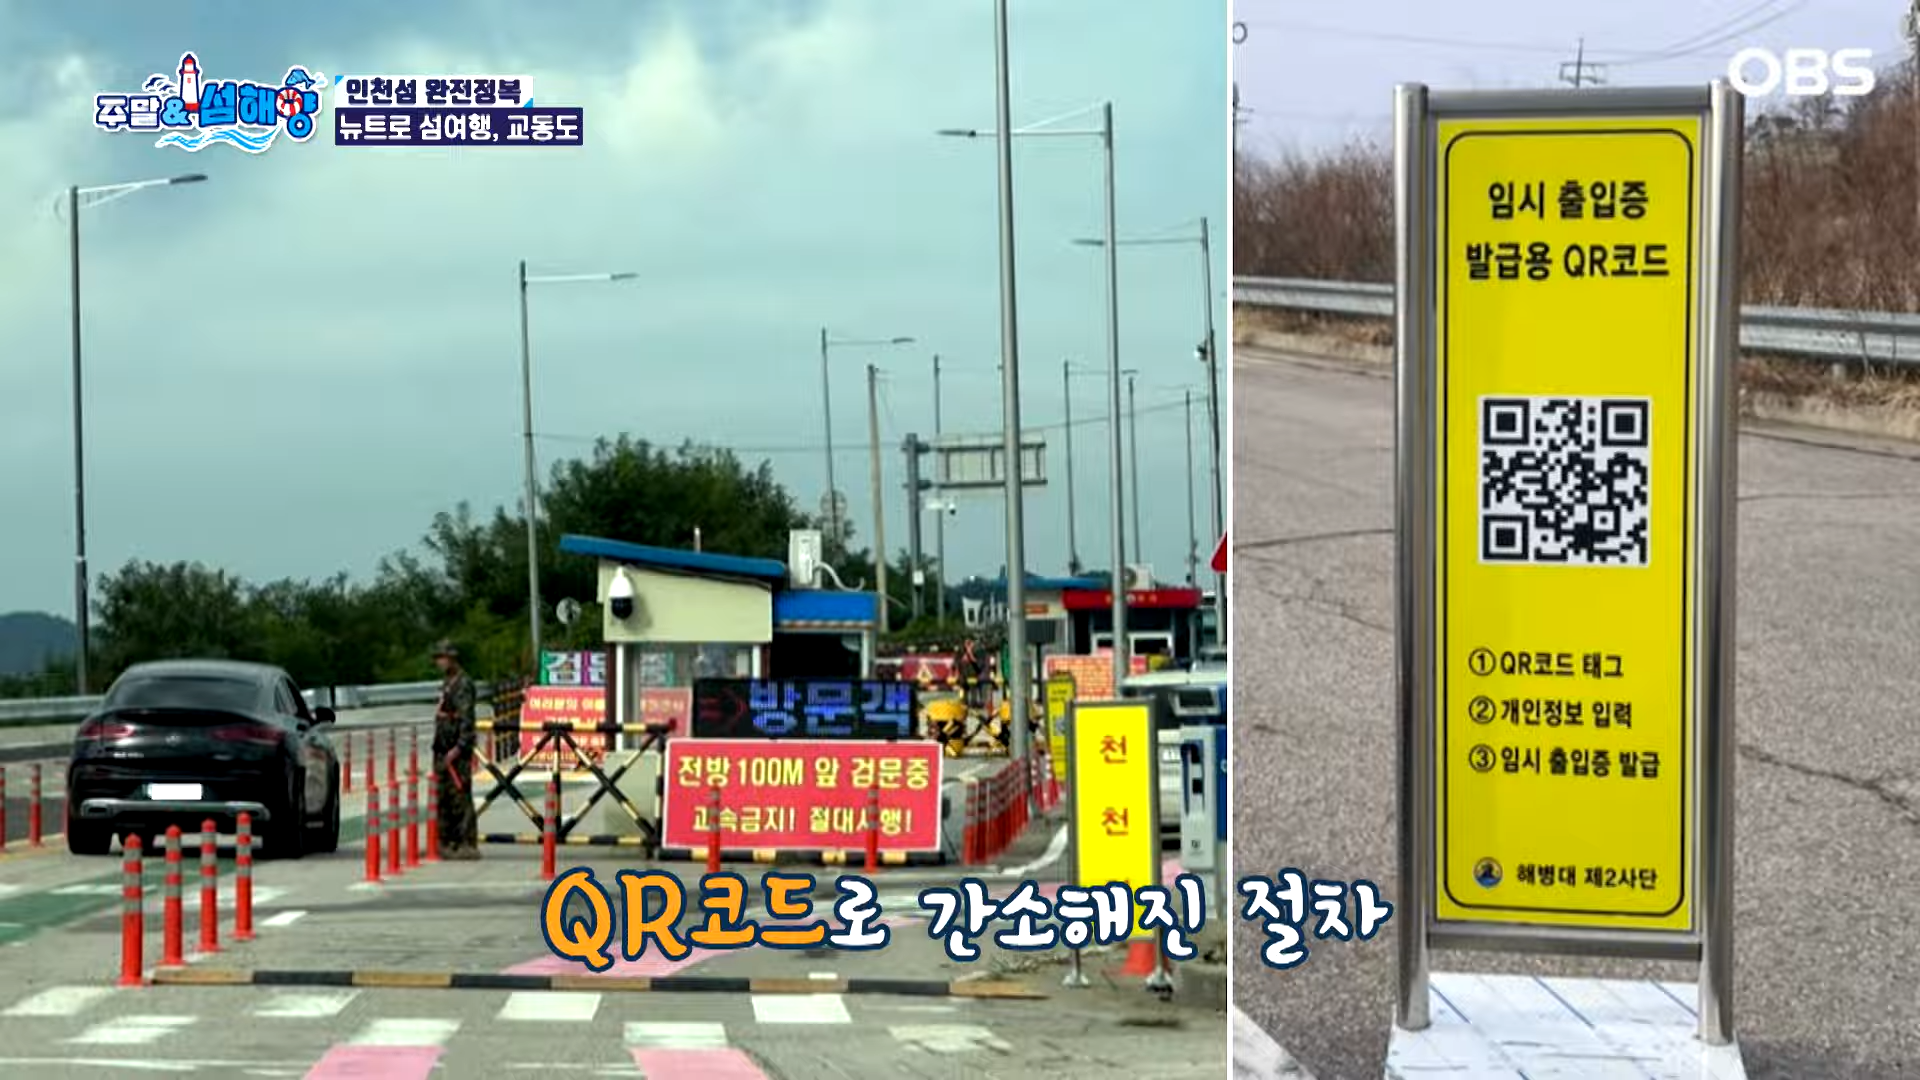 주말&섬해양
인천섬 완전정복
뉴트로 섬여행, 교동도
OBS
임시 출입증
발급용 QR코드
① QR코드 태그
② 개인정보 입력
③ 임시 출입증 발급
해병대 제2사단
방문객
전방 100M 앞 검문중
과속금지! 절대서행!
천
천
QR코드로 간소해진 절차